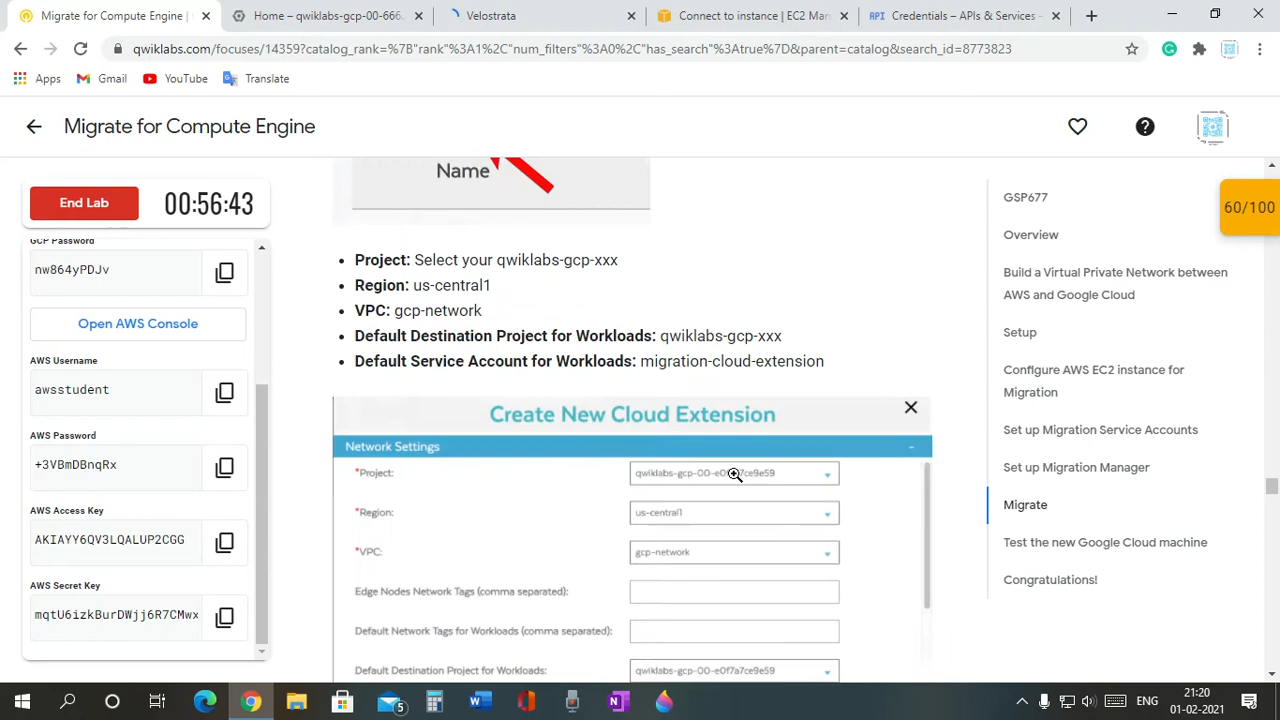 Migrate for Compute Engine |
Home – qwiklabs-gcp-00-666
Velostrata
Connect to instance | EC2 Man
API Credentials – APIs & Services -
qwiklabs.com/focuses/14359?catalog_rank=%7B"rank"%3A1%2C"num_filters"%3A0%2C"has_search"%3Atrue%7D&parent=catalog&search_id=8773823
Apps
Gmail
YouTube
Translate
Migrate for Compute Engine
End Lab
00:56:43
GCP Password
nw864yPDJv
Open AWS Console
AWS Username
awsstudent
AWS Password
+3VBmDBnqRx
AWS Access Key
AKIAYY6QV3LQALUP2CGG
AWS Secret Key
mqtU6izkBurDWjj6R7CMwx
Name
Project: Select your qwiklabs-gcp-xxx
Region: us-central1
VPC: gcp-network
Default Destination Project for Workloads: qwiklabs-gcp-xxx
Default Service Account for Workloads: migration-cloud-extension
Create New Cloud Extension
Network Settings
*Project:
qwiklabs-gcp-00-e0f7a7ce9e59
*Region:
us-central1
*VPC:
gcp-network
Edge Nodes Network Tags (comma separated):
Default Network Tags for Workloads (comma separated):
Default Destination Project for Workloads:
qwiklabs-gcp-00-e0f7a7ce9e59
GSP677
Overview
Build a Virtual Private Network between
AWS and Google Cloud
Setup
Configure AWS EC2 instance for
Migration
Set up Migration Service Accounts
Set up Migration Manager
Migrate
Test the new Google Cloud machine
Congratulations!
60/100
5
ENG
21:20
01-02-2021